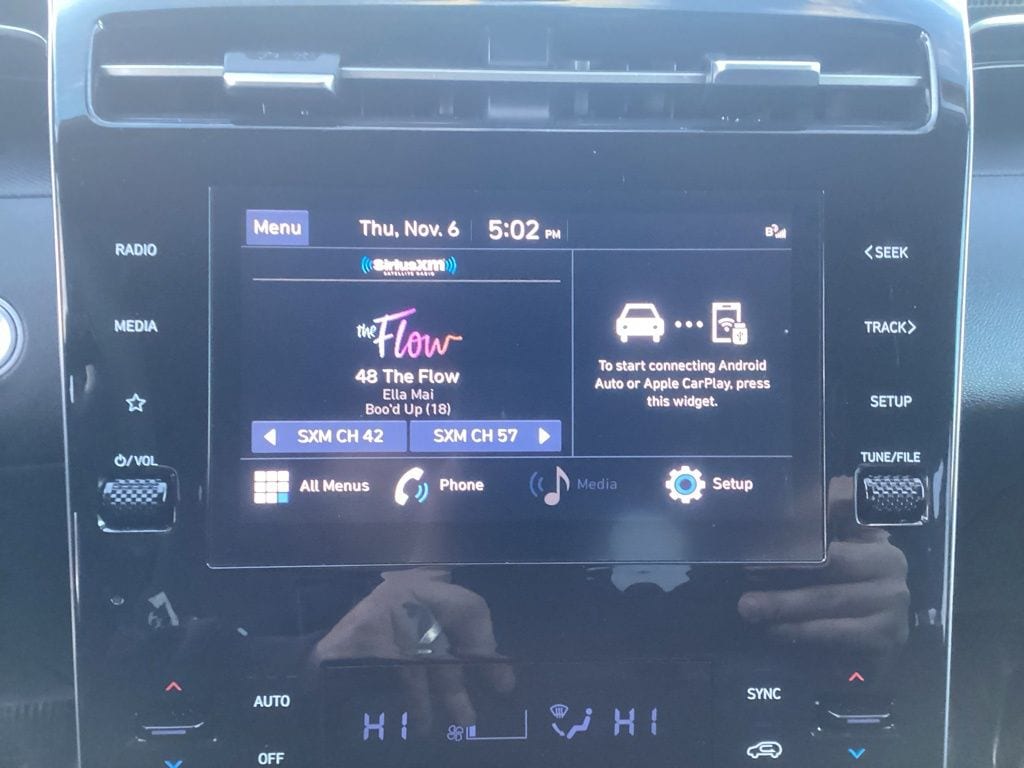 Menu
Thu, Nov. 6
5:02 PM
B
SiriusXM
SATELLITE RADIO
the Flow
48 The Flow
Ella Mai
Boo'd Up (18)
SXM CH 42
SXM CH 57
To start connecting Android
Auto or Apple CarPlay, press
this widget.
All Menus
Phone
Media
Setup
RADIO
MEDIA
VOL
SEEK
TRACK
SETUP
TUNE/FILE
AUTO
OFF
HI
HI
SYNC